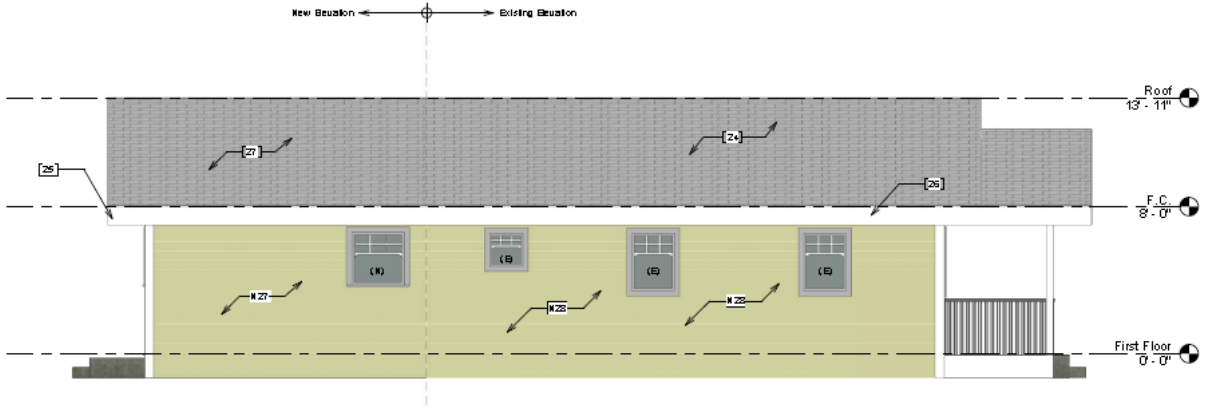 New Elevation
Existing Elevation
Roof
13' - 11"
[27]
[24]
[25]
[26]
F.C.
8' - 0"
(N)
(E)
(E)
(E)
N27
N28
N28
First Floor
0' - 0"